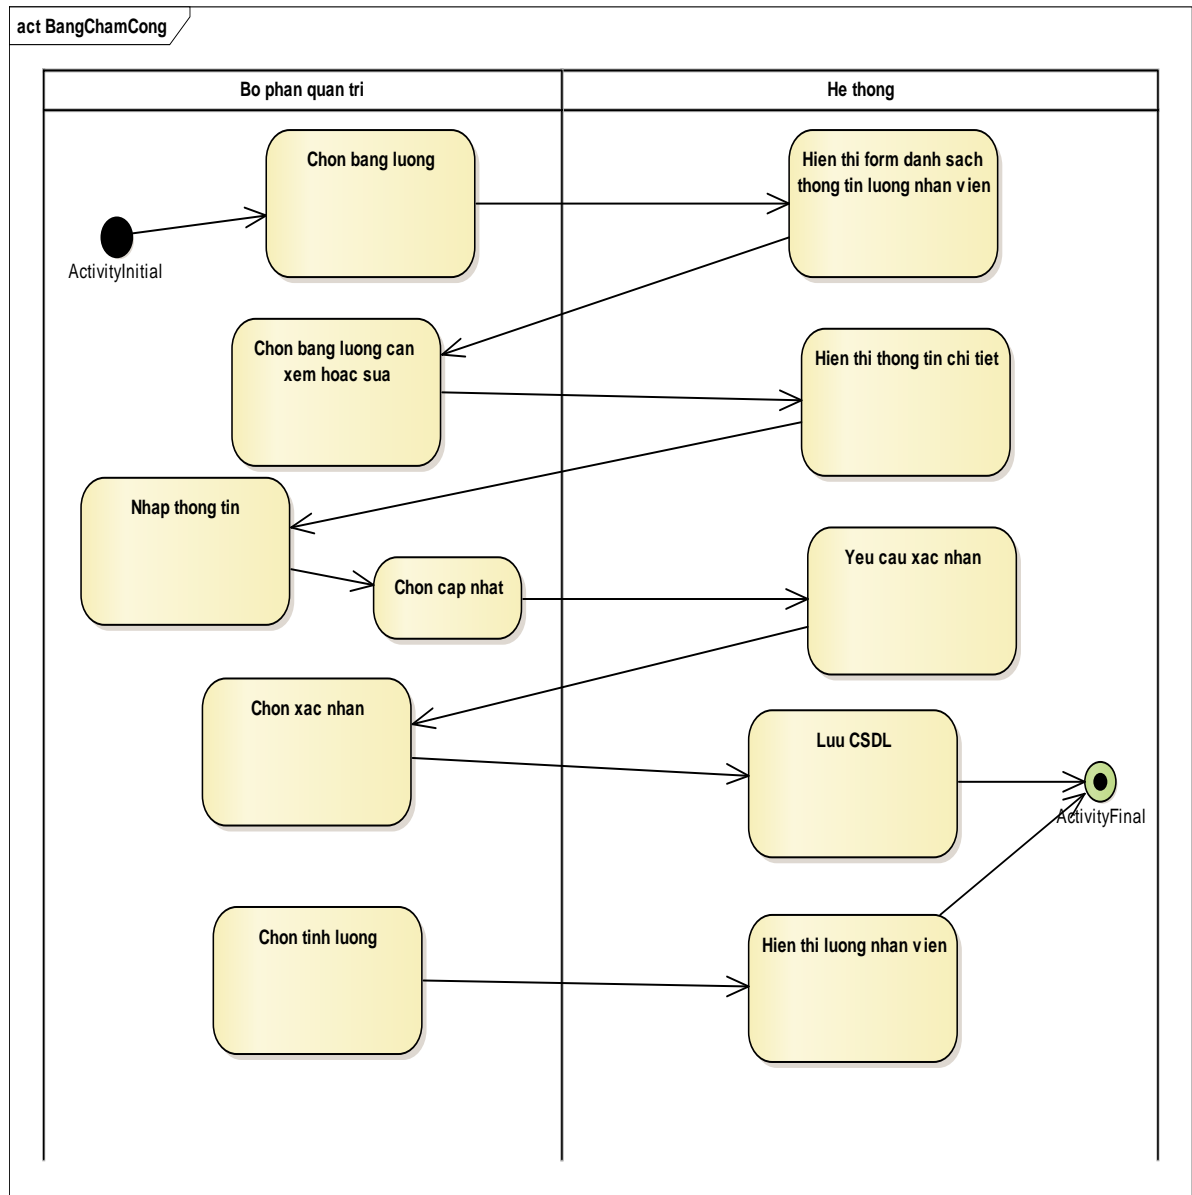 act BangChamCong
Bo phan quan tri
He thong
Chon bang luong
Hien thi form danh sach
thong tin luong nhan vien
ActivityInitial
Chon bang luong can
xem hoac sua
Hien thi thong tin chi tiet
Nhap thong tin
Chon cap nhat
Yeu cau xac nhan
Chon xac nhan
Luu CSDL
ActivityFinal
Chon tinh luong
Hien thi luong nhan vien